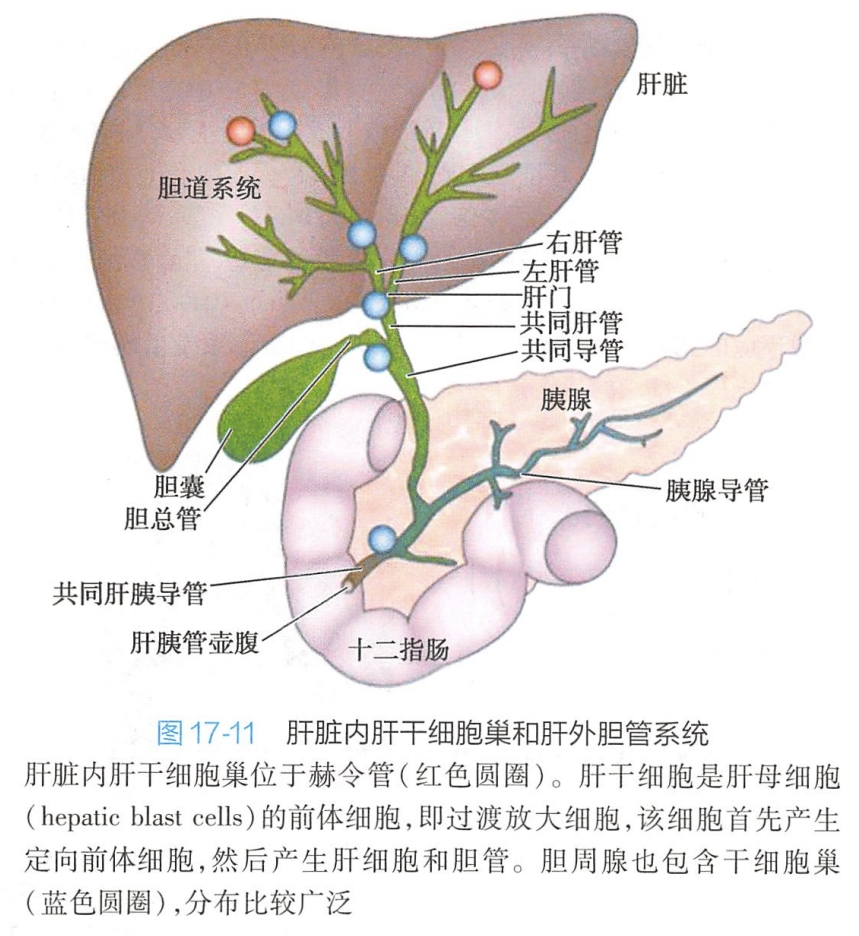 肝脏
胆道系统
右肝管
左肝管
肝门
共同肝管
共同导管
胰腺
胆囊
胆总管
胰腺导管
共同肝胰导管
肝胰管壶腹
十二指肠
图 17-11 肝脏内肝干细胞巢和肝外胆管系统
肝脏内肝干细胞巢位于赫令管(红色圆圈)。肝干细胞是肝母细胞
(hepatic blast cells)的前体细胞,即过渡放大细胞,该细胞首先产生
定向前体细胞,然后产生肝细胞和胆管。胆周腺也包含干细胞巢
(蓝色圆圈),分布比较广泛